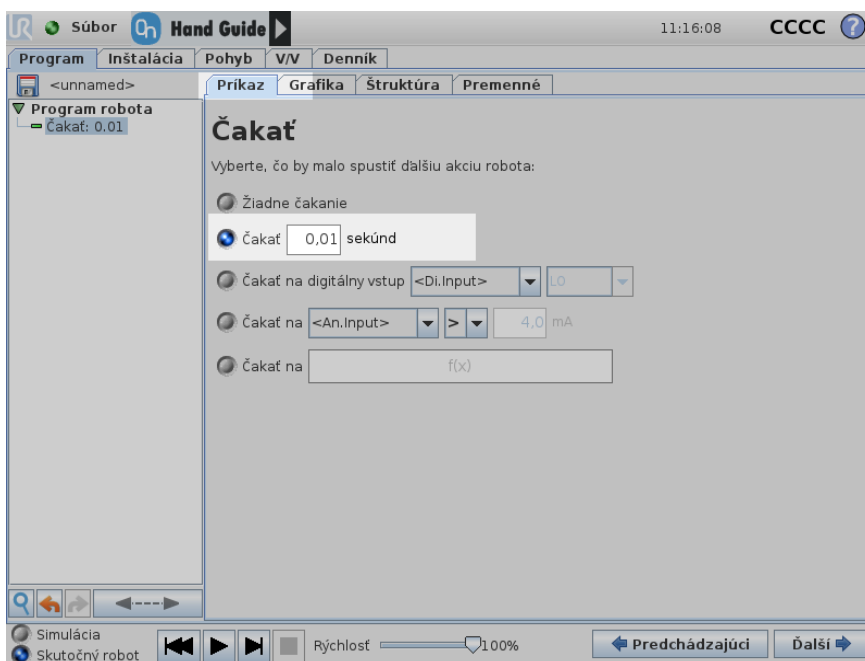 UR Súbor On Hand Guide 11:16:08 CCCC ?
Program Inštalácia Pohyb V/V Denník
<unnamed> Príkaz Grafika Štruktúra Premenné
Program robota
Čakať: 0.01
Čakať
Vyberte, čo by malo spustiť ďalšiu akciu robota:
Žiadne čakanie
Čakať 0,01 sekúnd
Čakať na digitálny vstup <Di.Input> LO
Čakať na <An.Input> > 4,0 mA
Čakať na f(x)
Simulácia
Skutočný robot Rýchlosť 100% Predchádzajúci Ďalší